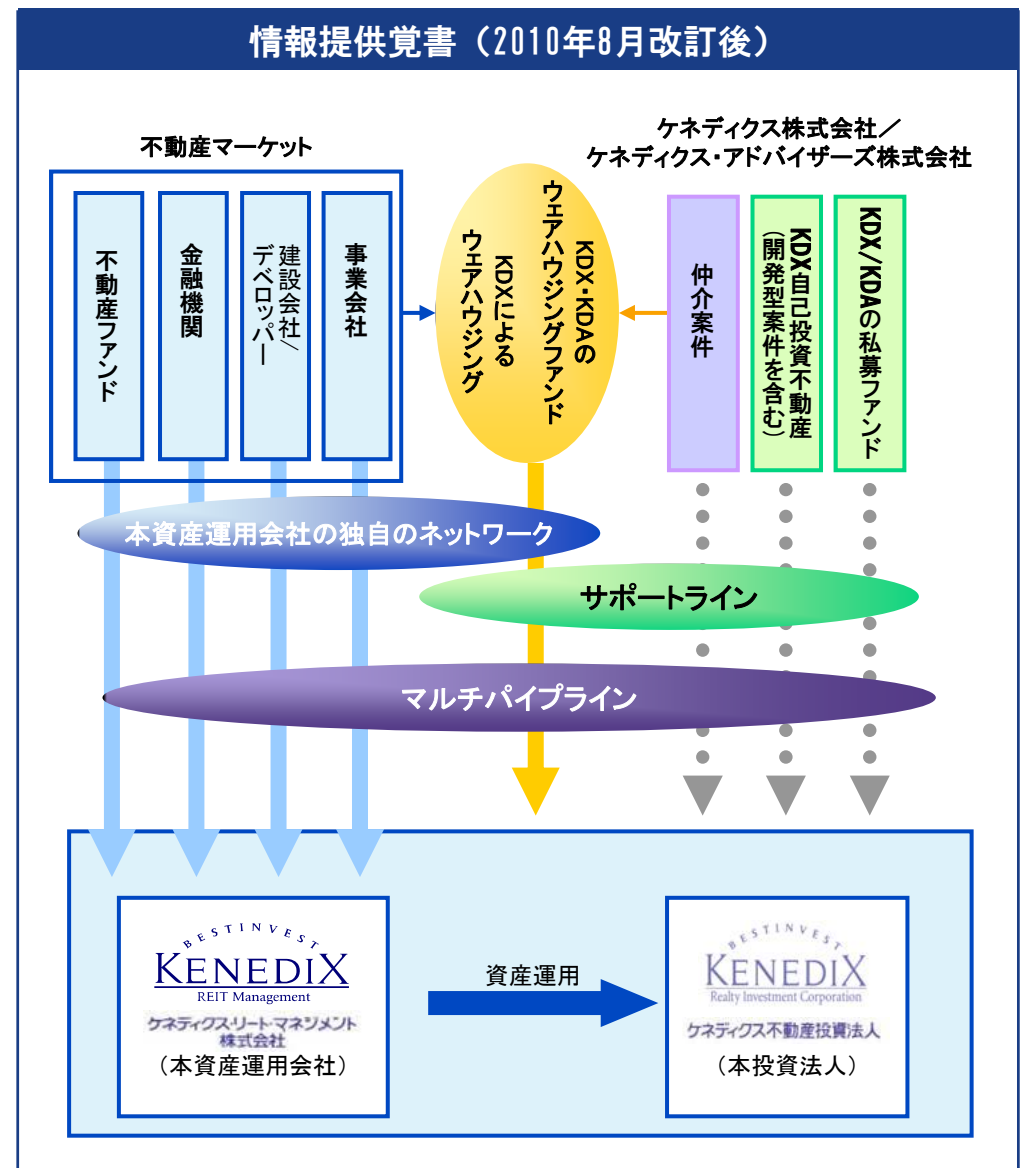 情報提供覚書（2010年8月改訂後）
不動産マーケット
ケネディクス株式会社／
ケネディクス・アドバイザーズ株式会社
不動産ファンド
金融機関
建設会社/
デベロッパー
事業会社
KDX・KDAの
ウェアハウジングファンド
KDXによる
ウェアハウジング
仲介案件
KDX自己投資不動産
（開発型案件を含む）
KDX/KDAの私募ファンド
本資産運用会社の独自のネットワーク
サポートライン
マルチパイプライン
BESTINVEST
KENEDIX
REIT Management
ケネディクス・リート・マネジメント
株式会社
（本資産運用会社）
資産運用
BESTINVEST
KENEDIX
Realty Investment Corporation
ケネディクス不動産投資法人
（本投資法人）